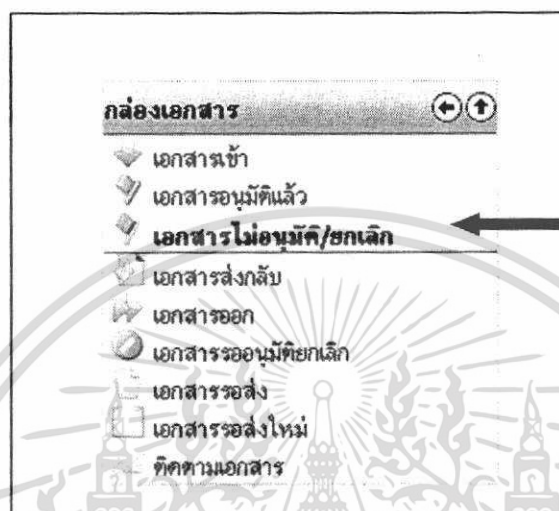 กล่องเอกสาร
เอกสารเข้า
เอกสารอนุมัติแล้ว
เอกสารไม่อนุมัติ/ยกเลิก
เอกสารส่งกลับ
เอกสารออก
เอกสารรออนุมัติยกเลิก
เอกสารรอส่ง
เอกสารรอส่งใหม่
ติดตามเอกสาร